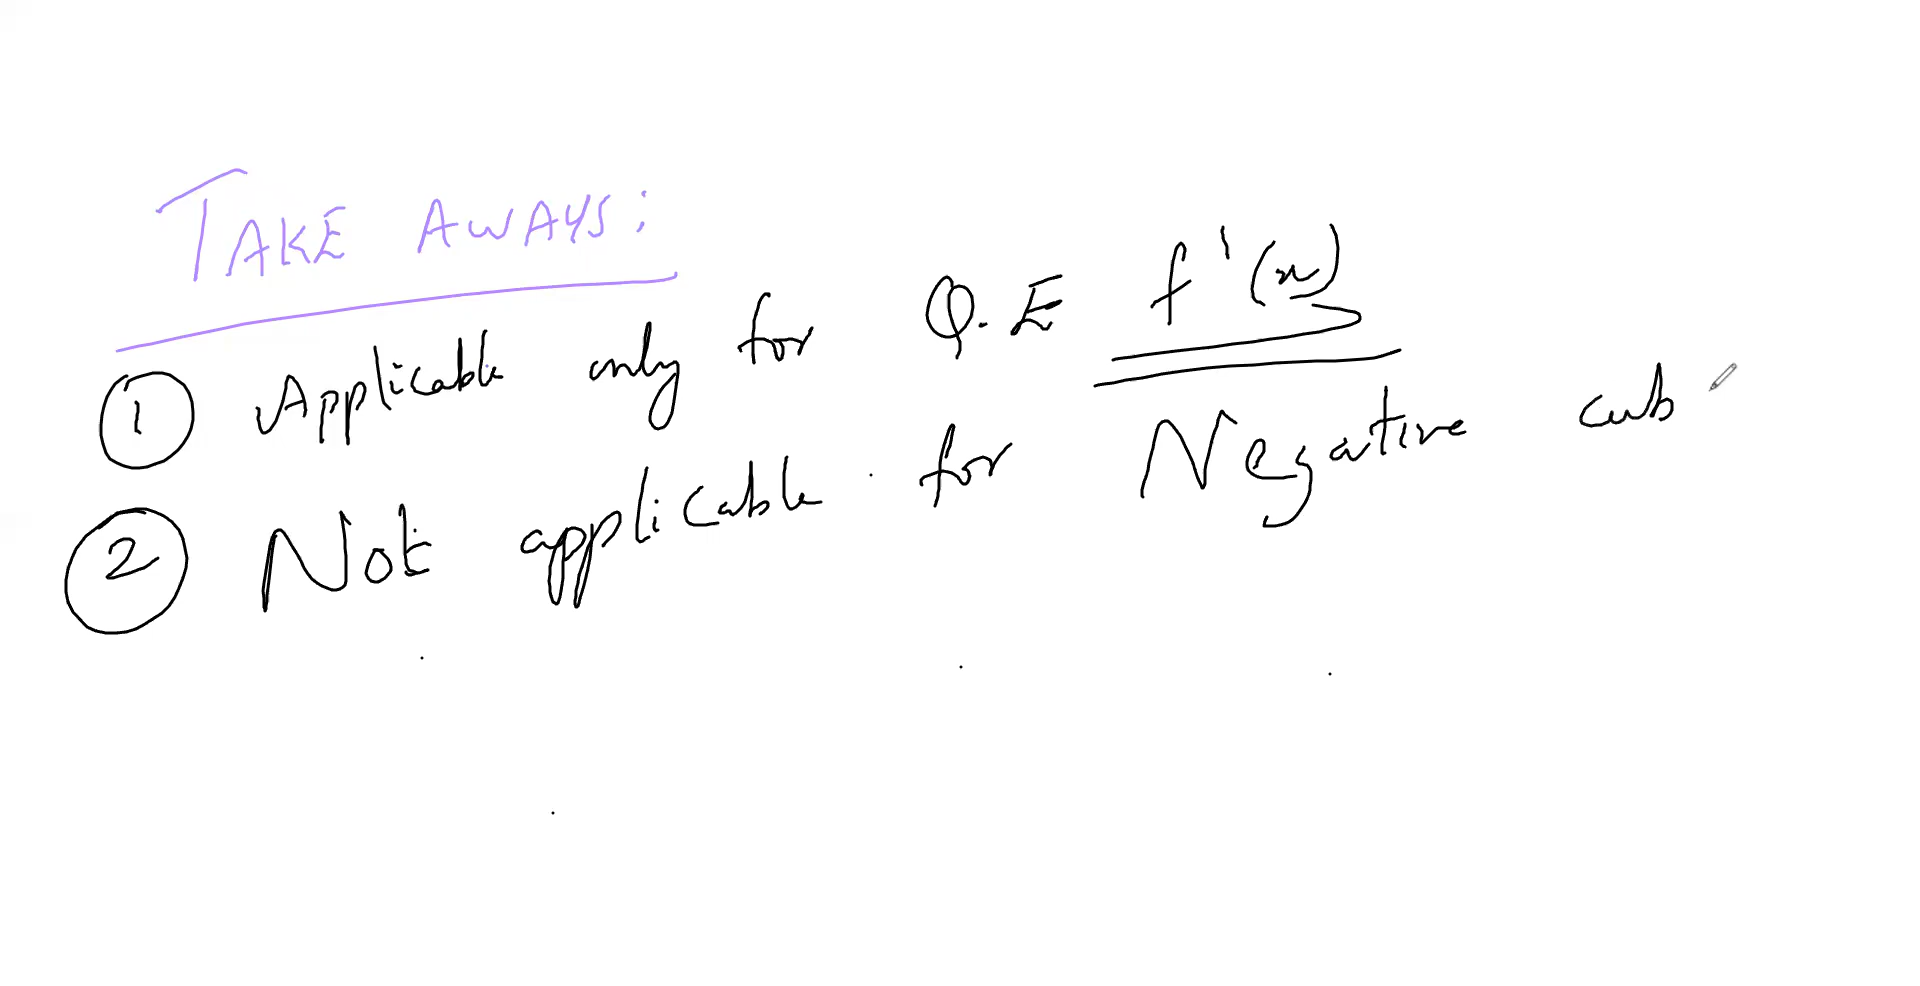 TAKE AWAYS:
① Applicable only for Q.E f'(x)
② Not applicable for Negative cub